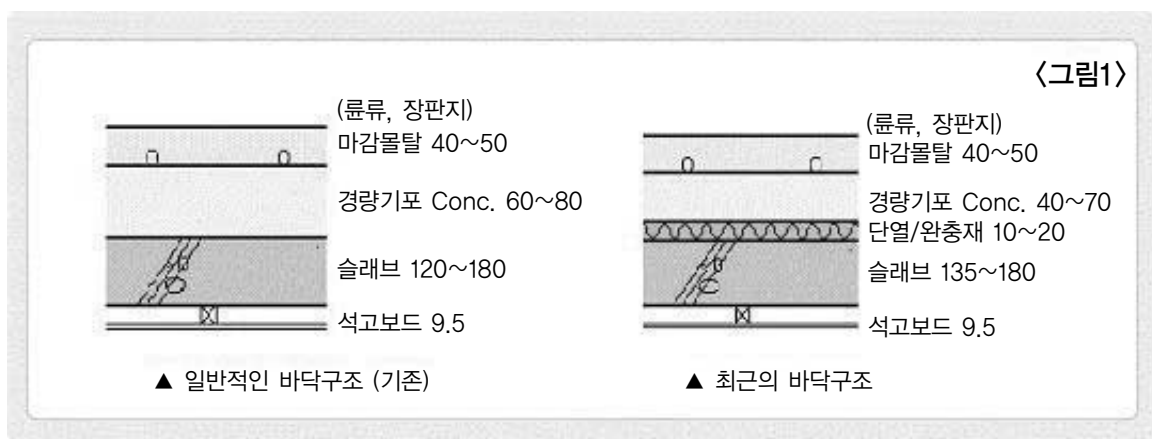 〈그림1〉
(륜류, 장판지)
마감몰탈 40~50
경량기포 Conc. 60~80
슬래브 120~180
석고보드 9.5
▲ 일반적인 바닥구조 (기존)
(륜류, 장판지)
마감몰탈 40~50
경량기포 Conc. 40~70
단열/완충재 10~20
슬래브 135~180
석고보드 9.5
▲ 최근의 바닥구조